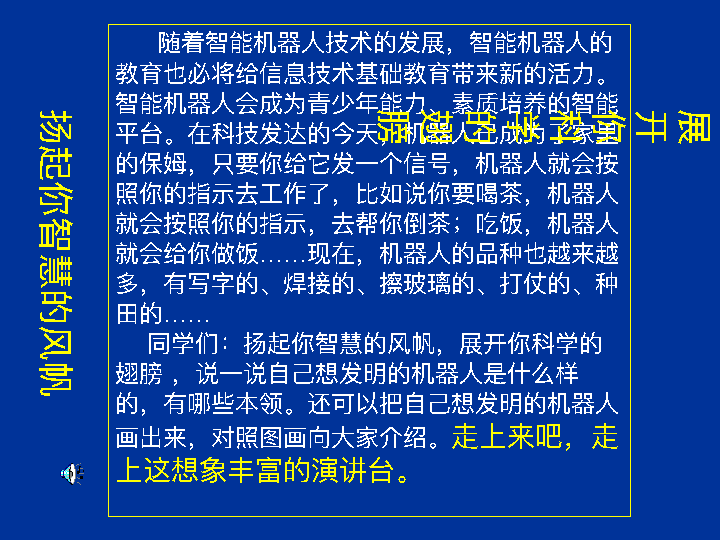 扬起你智慧的风帆
随着智能机器人技术的发展，智能机器人的
教育也必将给信息技术基础教育带来新的活力。
智能机器人会成为青少年能力、素质培养的智能
平台。在科技发达的今天，机器人已成为了家里
的保姆，只要你给它发一个信号，机器人就会按
照你的指示去工作了，比如说你要喝茶，机器人
就会按照你的指示，去帮你倒茶；吃饭，机器人
就会给你做饭……现在，机器人的品种也越来越
多，有写字的、焊接的、擦玻璃的、打仗的、种
田的……
同学们：扬起你智慧的风帆，展开你科学的
翅膀 ，说一说自己想发明的机器人是什么样
的，有哪些本领。还可以把自己想发明的机器人
画出来，对照图画向大家介绍。走上来吧，走
上这想象丰富的演讲台。
展开你科学的翅膀